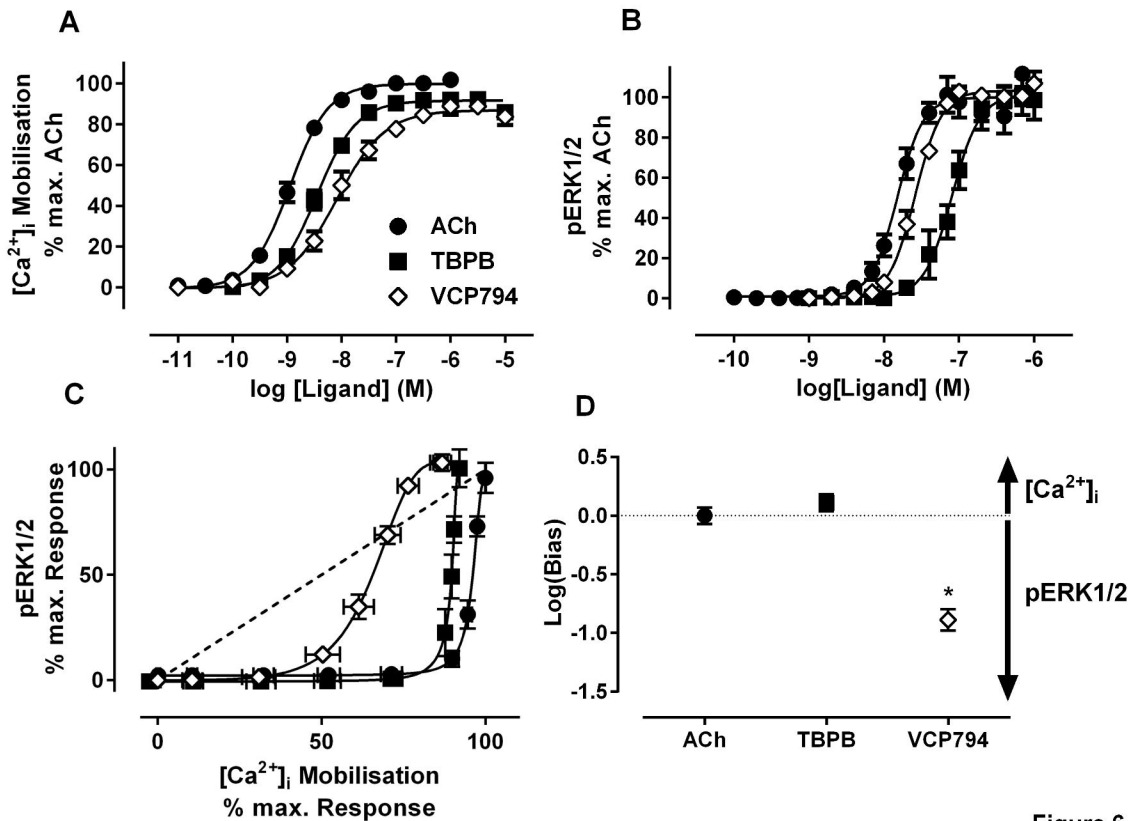 A
[Ca²⁺]ᵢ Mobilisation
% max. ACh
100
80
60
40
20
0
ACh
TBPB
VCP794
-11 -10 -9 -8 -7 -6 -5
log [Ligand] (M)
B
pERK1/2
% max. ACh
100
80
60
40
20
0
-10 -9 -8 -7 -6
log[Ligand] (M)
C
pERK1/2
% max. Response
100
50
0
0 50 100
[Ca²⁺]ᵢ Mobilisation
% max. Response
D
Log(Bias)
0.5
0.0
-0.5
-1.0
-1.5
*
[Ca²⁺]ᵢ
pERK1/2
ACh TBPB VCP794